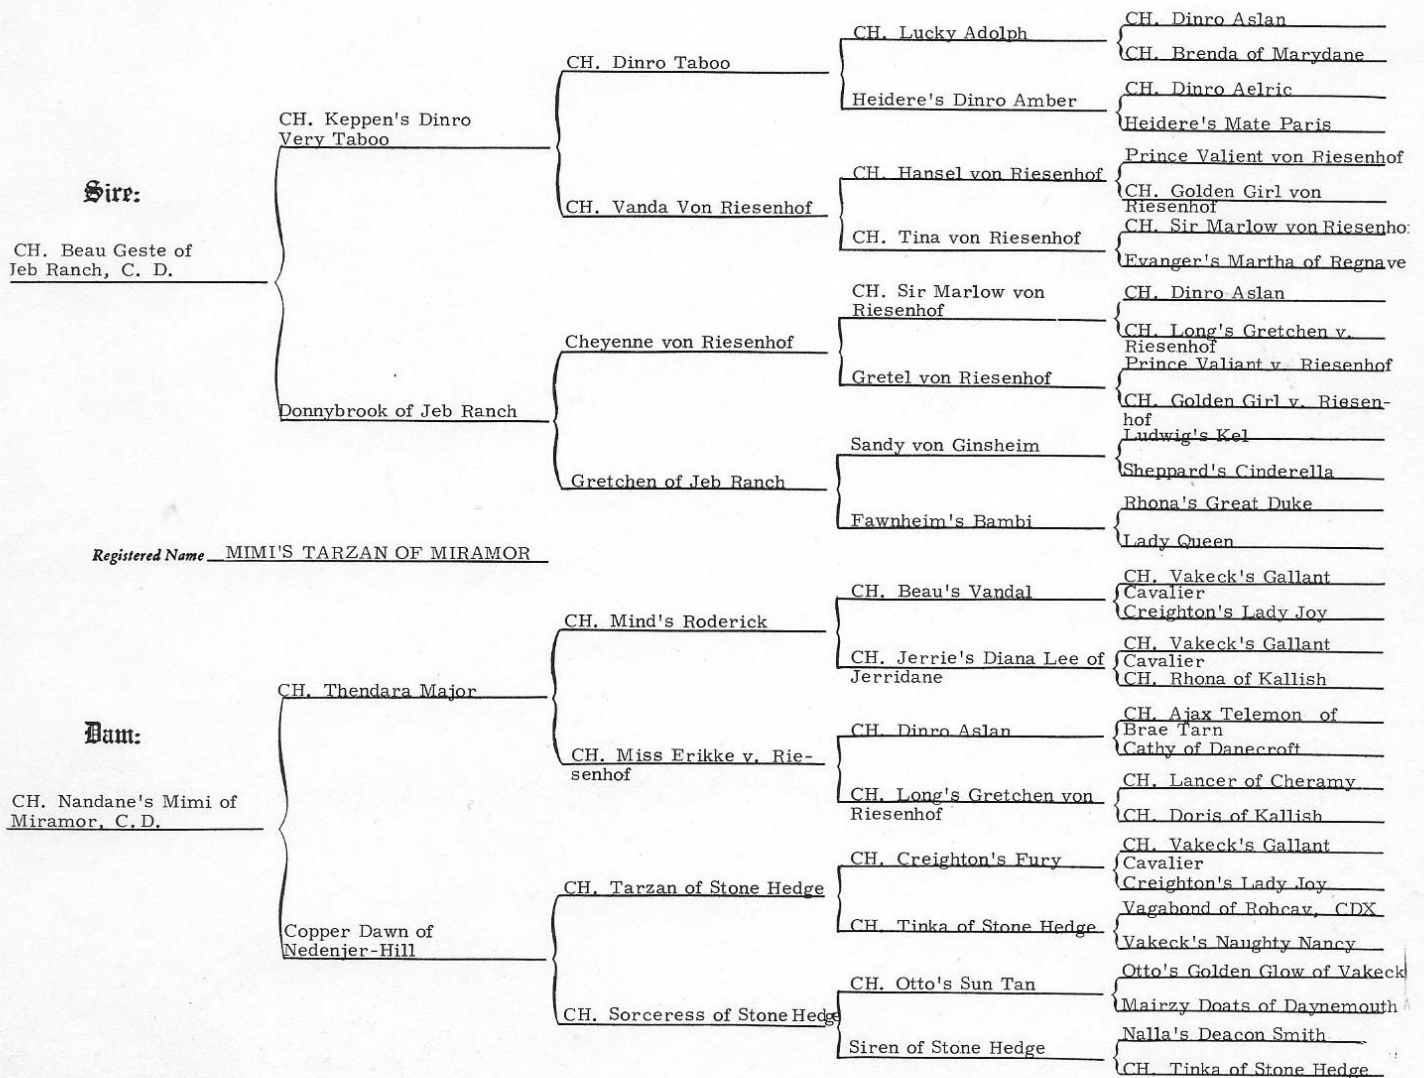 CH. Dinro Aslan
CH. Lucky Adolph
CH. Brenda of Marydane
CH. Dinro Taboo
CH. Dinro Aelric
Heidere's Dinro Amber
Heidere's Mate Paris
CH. Keppen's Dinro
Very Taboo
Prince Valient von Riesenhof
CH. Hansel von Riesenhof
CH. Golden Girl von
Riesenhof
CH. Vanda Von Riesenhof
CH. Sir Marlow von Riesenho
CH. Tina von Riesenhof
Evanger's Martha of Regnave
Sire:
CH. Beau Geste of
Jeb Ranch, C. D.
CH. Dinro Aslan
CH. Sir Marlow von
Riesenhof
CH. Long's Gretchen v.
Riesenhof
Cheyenne von Riesenhof
Prince Valiant v. Riesenhof
Gretel von Riesenhof
CH. Golden Girl v. Riesen-
hof
Donnybrook of Jeb Ranch
Ludwig's Kel
Sandy von Ginsheim
Sheppard's Cinderella
Gretchen of Jeb Ranch
Rhona's Great Duke
Fawnheim's Bambi
Lady Queen
Registered Name MIMI'S TARZAN OF MIRAMOR
CH. Vakeck's Gallant
Cavalier
CH. Beau's Vandal
Creighton's Lady Joy
CH. Mind's Roderick
CH. Vakeck's Gallant
Cavalier
CH. Jerrie's Diana Lee of
Jerridane
CH. Rhona of Kallish
CH. Thendara Major
CH. Ajax Telemon of
Brae Tarn
CH. Dinro Aslan
Cathy of Danecroft
CH. Miss Erikke v. Rie-
senhof
CH. Lancer of Cheramy
CH. Long's Gretchen von
Riesenhof
CH. Doris of Kallish
Dam:
CH. Nandane's Mimi of
Miramor, C.D.
CH. Vakeck's Gallant
Cavalier
CH. Creighton's Fury
Creighton's Lady Joy
CH. Tarzan of Stone Hedge
Vagabond of Robcay, CDX
CH. Tinka of Stone Hedge
Vakeck's Naughty Nancy
Copper Dawn of
Nedenjer-Hill
Otto's Golden Glow of Vakeck
CH. Otto's Sun Tan
Mairzy Doats of Daynemouth
CH. Sorceress of Stone Hedge
Nalla's Deacon Smith
Siren of Stone Hedge
CH. Tinka of Stone Hedge